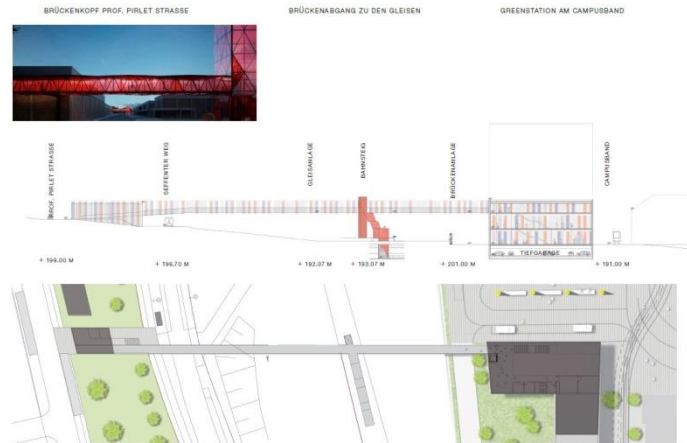 BRÜCKENKOPF PROF. PIRLET STRASSE
BRÜCKENABGANG ZU DEN GLEISEN
GREENSTATION AM CAMPUSBAND
PROF. PIRLET STRASSE
SEFFENTER WEG
GLEISANLAGE
BAHNSTEIG
BRÜCKENANLAGE
CAMPUSBAND
TIEFGARAGE
+ 199.00 M
+ 196.70 M
+ 192.07 M
+ 193.07 M
+ 201.00 M
+ 191.00 M